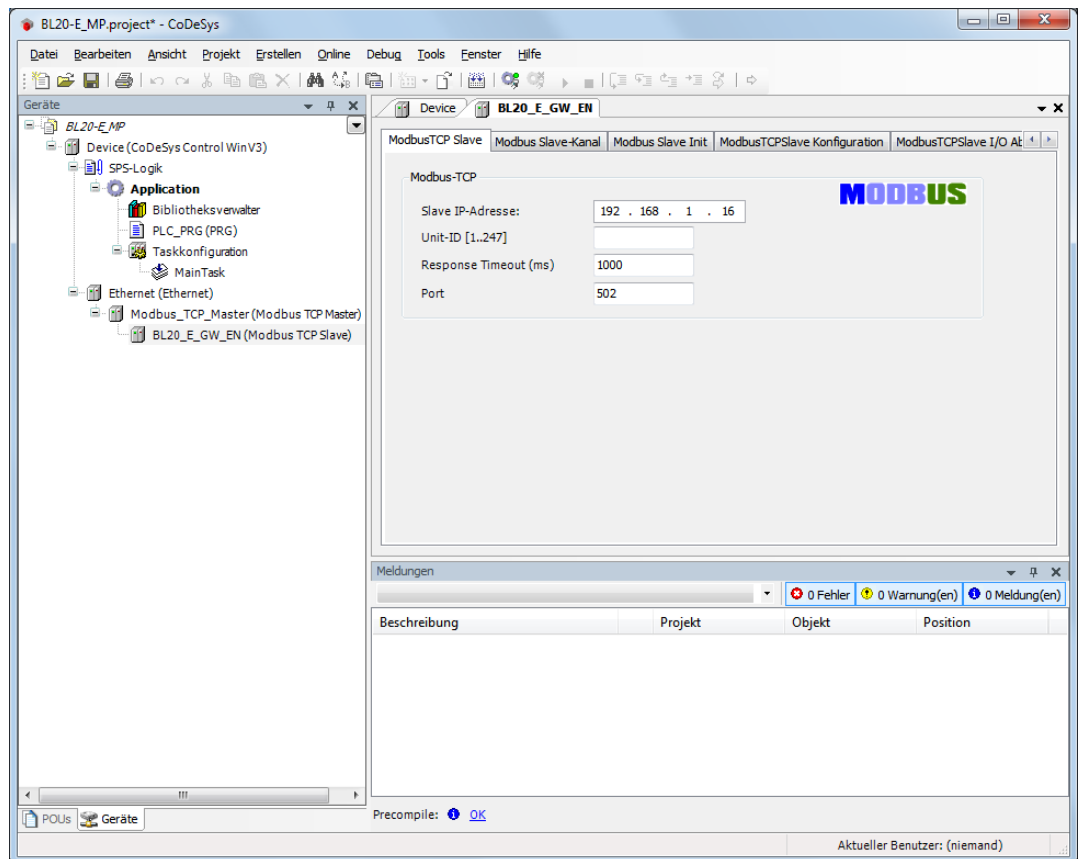 BL20-E_MP.project* - CoDeSys
Datei Bearbeiten Ansicht Projekt Erstellen Online Debug Tools Fenster Hilfe
Geräte
BL20-E_MP
Device (CoDeSys Control Win V3)
SPS-Logik
Application
Bibliotheksverwalter
PLC_PRG (PRG)
Taskkonfiguration
MainTask
Ethernet (Ethernet)
Modbus_TCP_Master (Modbus TCP Master)
BL20_E_GW_EN (Modbus TCP Slave)
POUs Geräte
Device BL20_E_GW_EN
ModbusTCP Slave Modbus Slave-Kanal Modbus Slave Init ModbusTCPSlave Konfiguration ModbusTCPSlave I/O Ab
Modbus-TCP
MODBUS
Slave IP-Adresse: 192 . 168 . 1 . 16
Unit-ID [1..247]
Response Timeout (ms) 1000
Port 502
Meldungen
0 Fehler 0 Warnung(en) 0 Meldung(en)
Beschreibung Projekt Objekt Position
Precompile: OK
Aktueller Benutzer: (niemand)